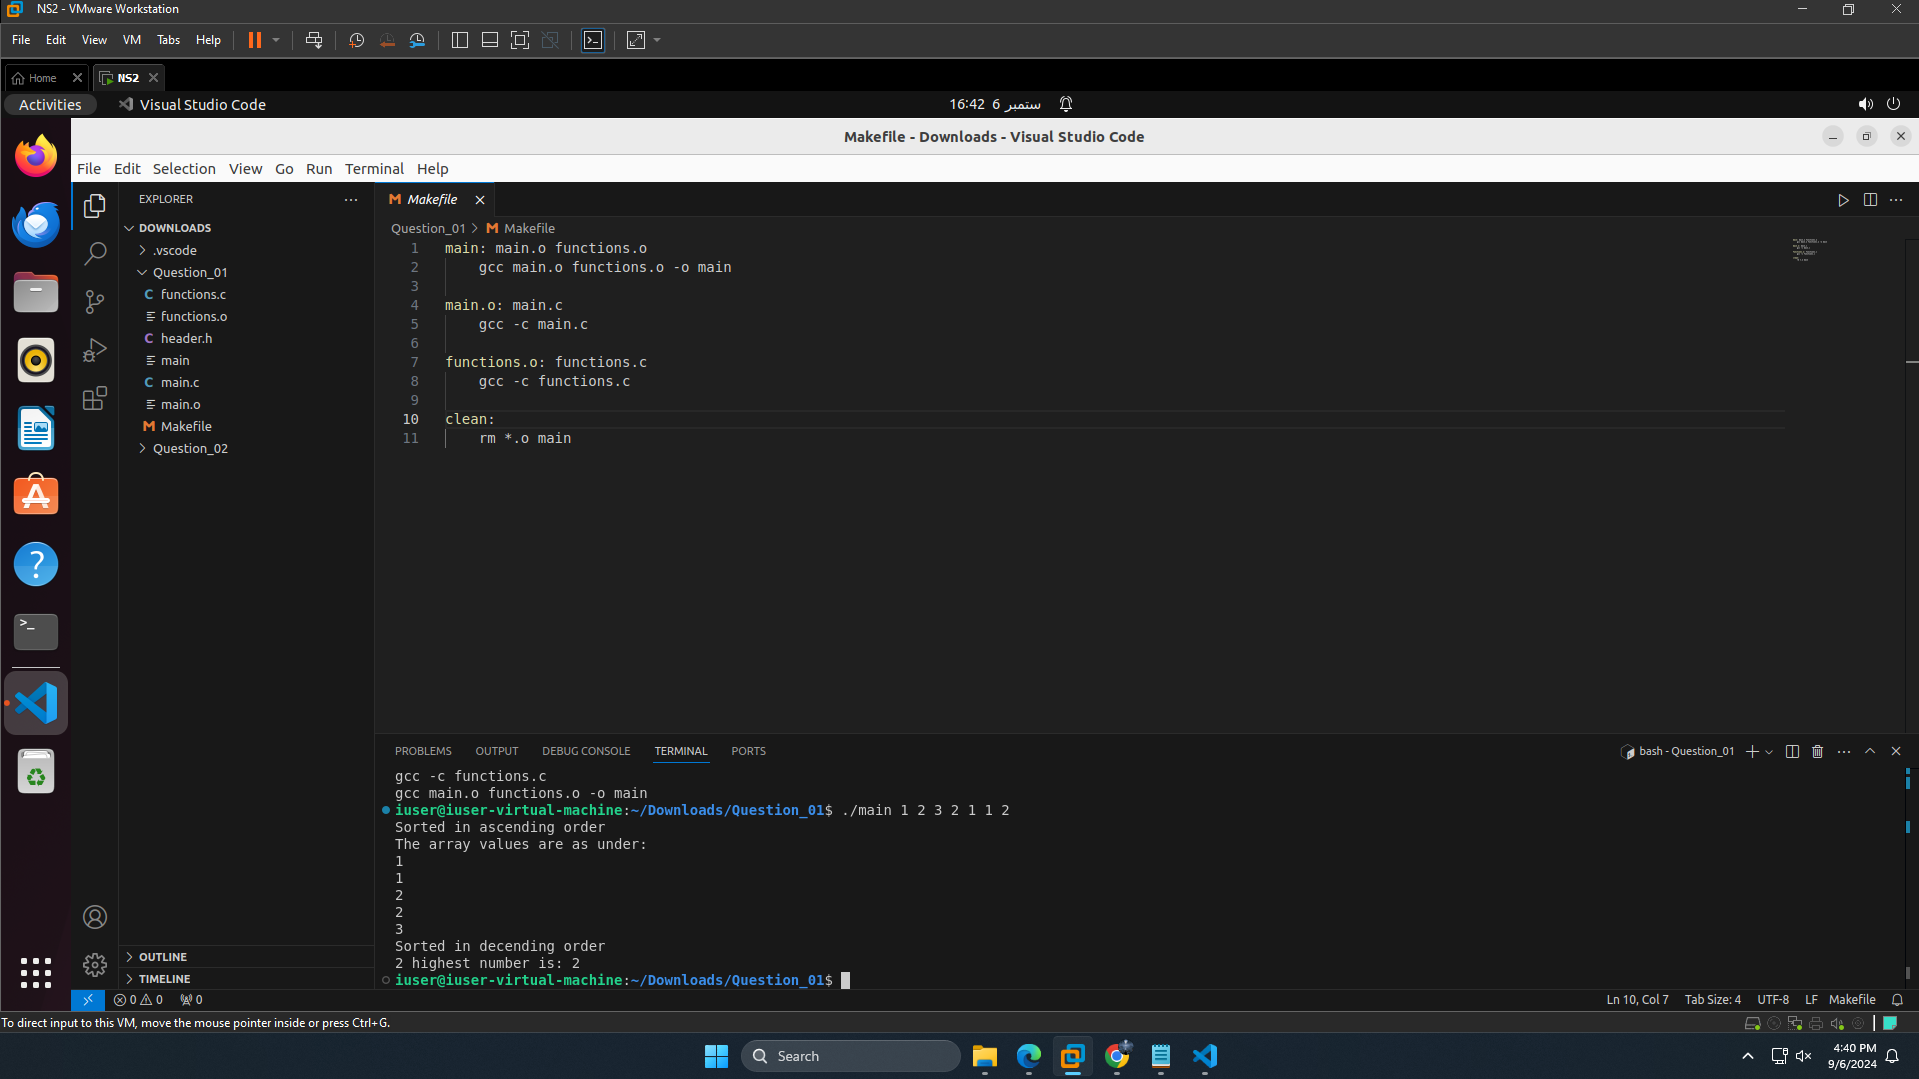 NS2 - VMware Workstation
File Edit View VM Tabs Help
Home NS2
Activities Visual Studio Code 16:42 6 ستمبر
Makefile - Downloads - Visual Studio Code
File Edit Selection View Go Run Terminal Help
EXPLORER
DOWNLOADS
.vscode
Question_01
functions.c
functions.o
header.h
main
main.c
main.o
Makefile
Question_02
OUTLINE
TIMELINE
Makefile
Question_01 > Makefile
1 main: main.o functions.o
2 gcc main.o functions.o -o main
3
4 main.o: main.c
5 gcc -c main.c
6
7 functions.o: functions.c
8 gcc -c functions.c
9
10 clean:
11 rm *.o main
PROBLEMS OUTPUT DEBUG CONSOLE TERMINAL PORTS
bash - Question_01
gcc -c functions.c
gcc main.o functions.o -o main
iuser@iuser-virtual-machine:~/Downloads/Question_01$ ./main 1 2 3 2 1 1 2
Sorted in ascending order
The array values are as under:
1
1
2
2
3
Sorted in decending order
2 highest number is: 2
iuser@iuser-virtual-machine:~/Downloads/Question_01$
0 0 0
Ln 10, Col 7 Tab Size: 4 UTF-8 LF Makefile
To direct input to this VM, move the mouse pointer inside or press Ctrl+G.
Search
4:40 PM
9/6/2024